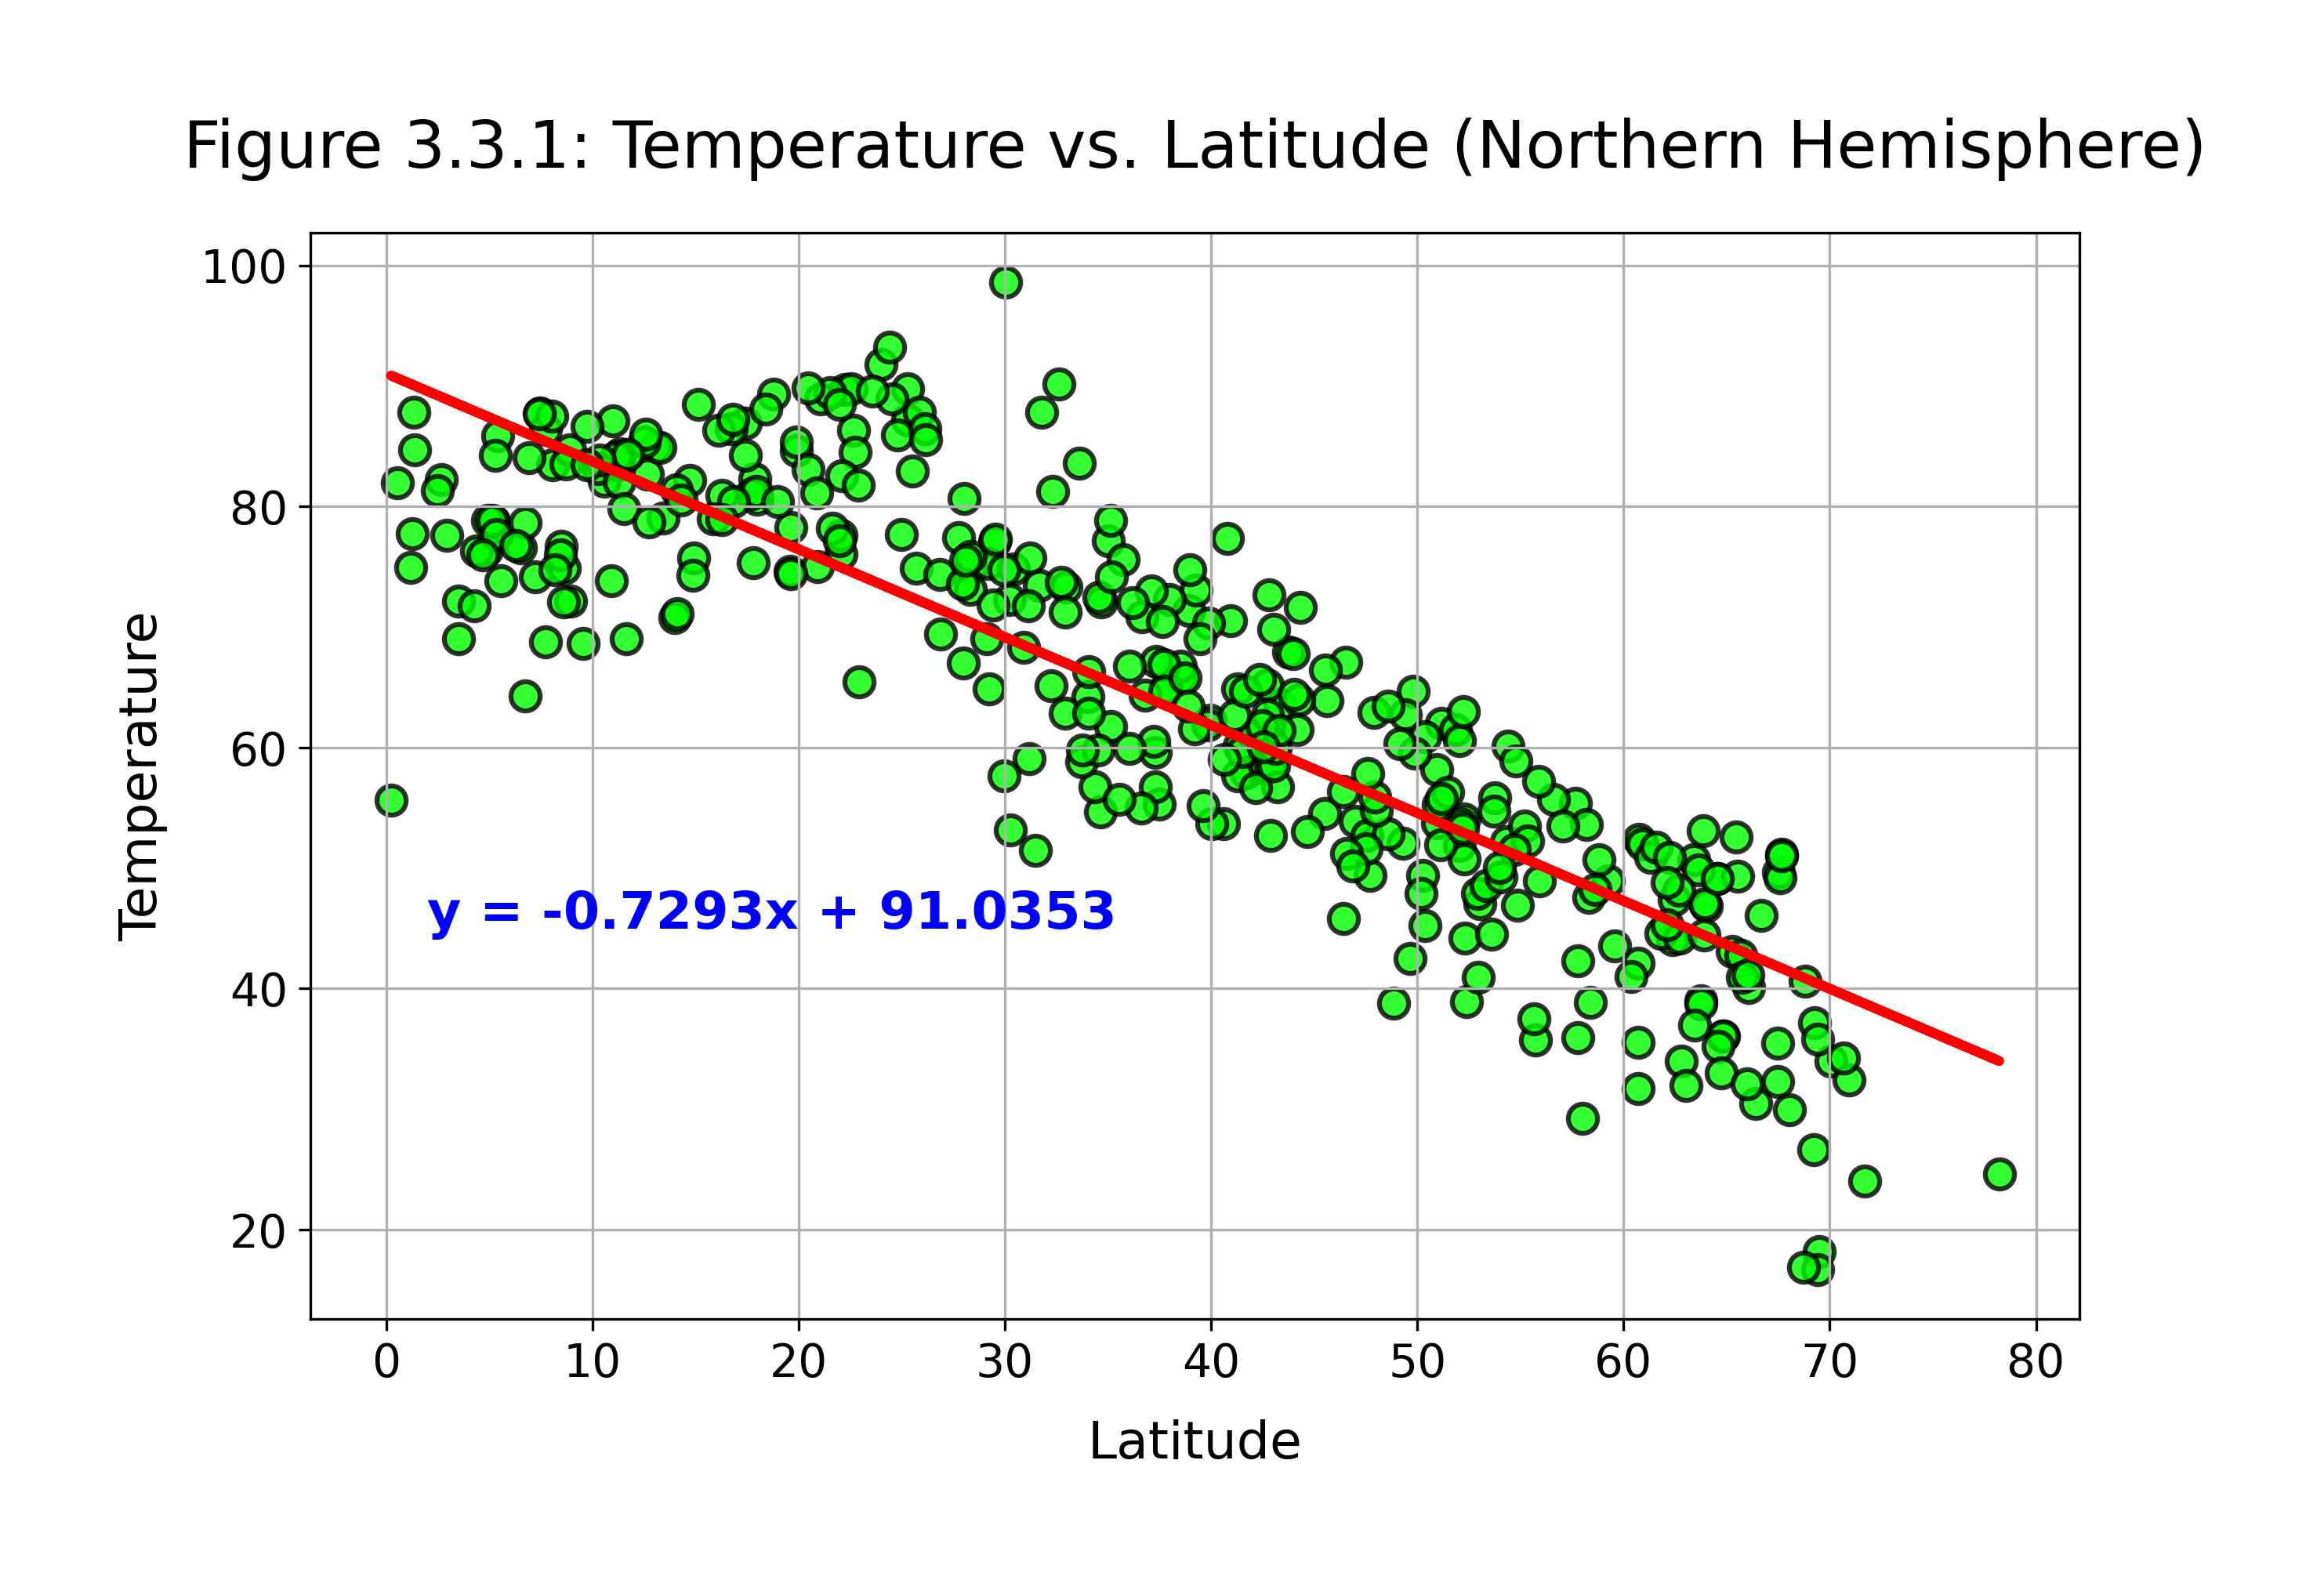 Figure 3.3.1: Temperature vs. Latitude (Northern Hemisphere)
100
80
60
40
20
Temperature
y = -0.7293x + 91.0353
0 10 20 30 40 50 60 70 80
Latitude